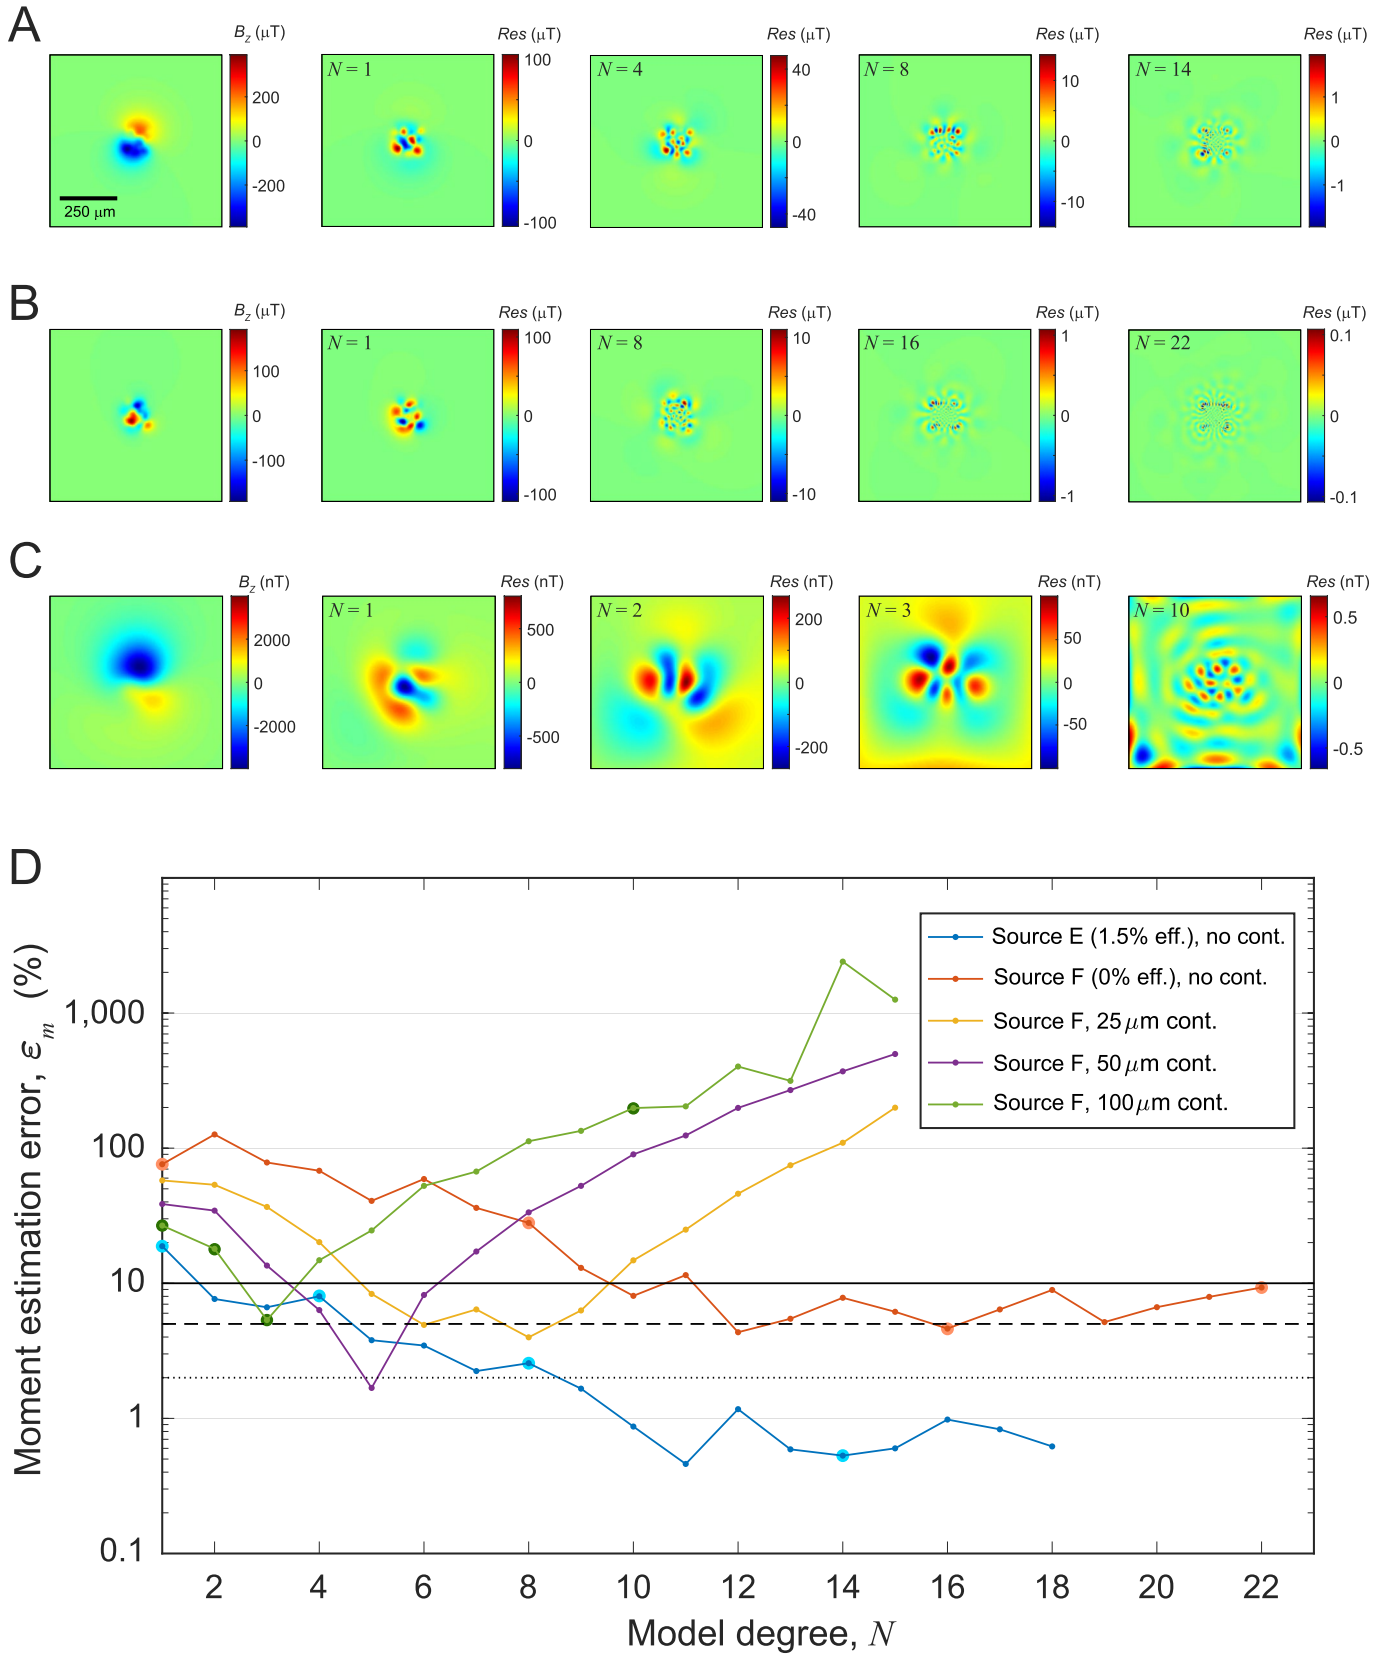 A
B_z (μT)
200
0
-200
250 μm
Res (μT)
N = 1
100
0
-100
Res (μT)
N = 4
40
0
-40
Res (μT)
N = 8
10
0
-10
Res (μT)
N = 14
1
0
-1
B
B_z (μT)
100
0
-100
Res (μT)
N = 1
100
0
-100
Res (μT)
N = 8
10
0
-10
Res (μT)
N = 16
1
0
-1
Res (μT)
N = 22
0.1
0
-0.1
C
B_z (nT)
2000
0
-2000
Res (nT)
N = 1
500
0
-500
Res (nT)
N = 2
200
0
-200
Res (nT)
N = 3
50
0
-50
Res (nT)
N = 10
0.5
0
-0.5
D
Moment estimation error, ε_m (%)
1,000
100
10
1
0.1
Source E (1.5% eff.), no cont.
Source F (0% eff.), no cont.
Source F, 25 μm cont.
Source F, 50 μm cont.
Source F, 100 μm cont.
2 4 6 8 10 12 14 16 18 20 22
Model degree, N